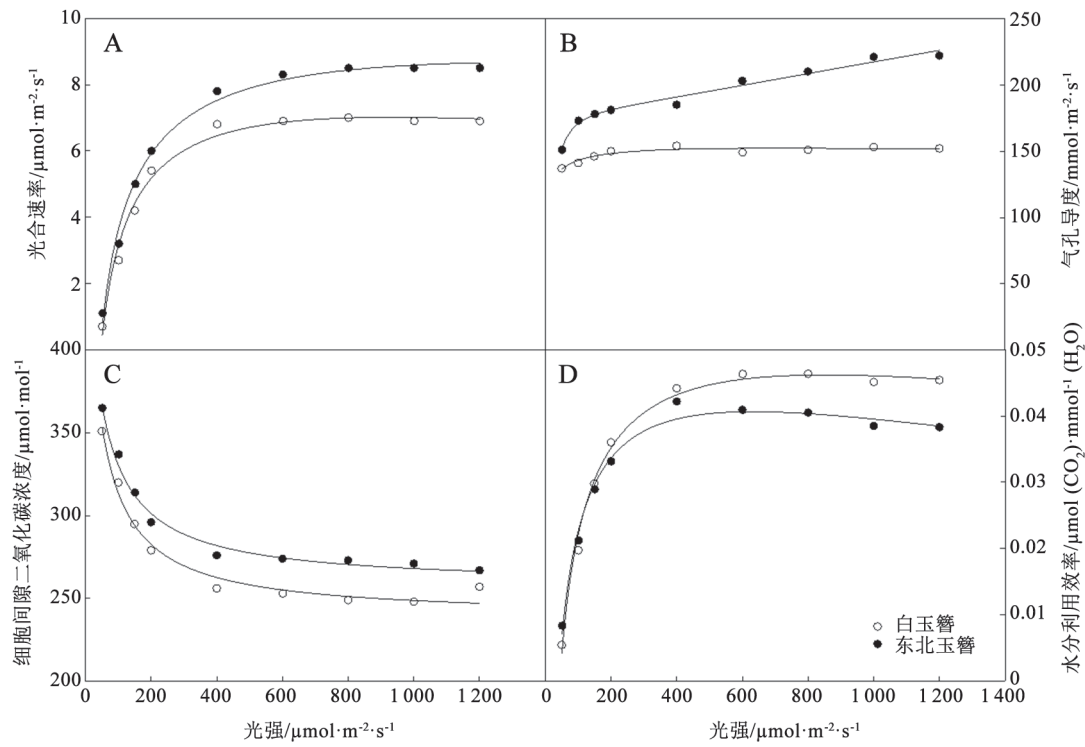 10
8
6
4
2
光合速率/μmol·m⁻²·s⁻¹
A
B
250
200
150
100
50
0
气孔导度/mmol·m⁻²·s⁻¹
400
350
300
250
200
细胞间隙二氧化碳浓度/μmol·mol⁻¹
C
D
0.05
0.04
0.03
0.02
0.01
0
水分利用效率/μmol (CO₂)·mmol⁻¹ (H₂O)
白玉簪
东北玉簪
0 200 400 600 800 1 000 1 200
0 200 400 600 800 1 000 1 200 1 400
光强/μmol·m⁻²·s⁻¹
光强/μmol·m⁻²·s⁻¹